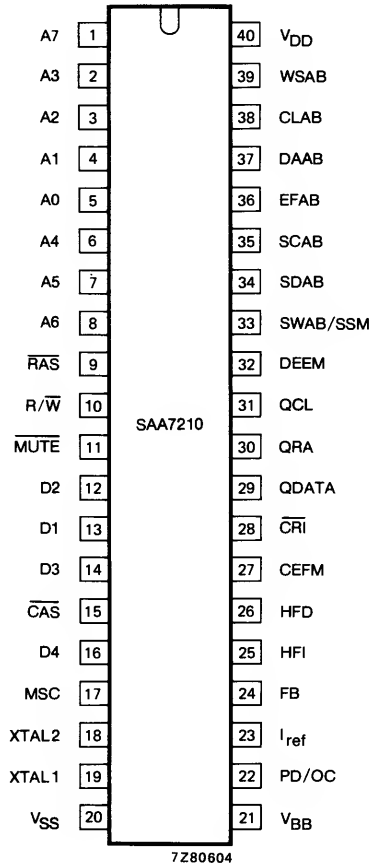 A7 1 40 VDD
A3 2 39 WSAB
A2 3 38 CLAB
A1 4 37 DAAB
A0 5 36 EFAB
A4 6 35 SCAB
A5 7 34 SDAB
A6 8 33 SWAB/SSM
R̅A̅S̅ 9 32 DEEM
R/W̅ 10 31 QCL
SAA7210
M̅U̅T̅E̅ 11 30 QRA
D2 12 29 QDATA
D1 13 28 C̅R̅I̅
D3 14 27 CEFM
C̅A̅S̅ 15 26 HFD
D4 16 25 HFI
MSC 17 24 FB
XTAL2 18 23 Iref
XTAL1 19 22 PD/OC
VSS 20 21 VBB
7Z80604